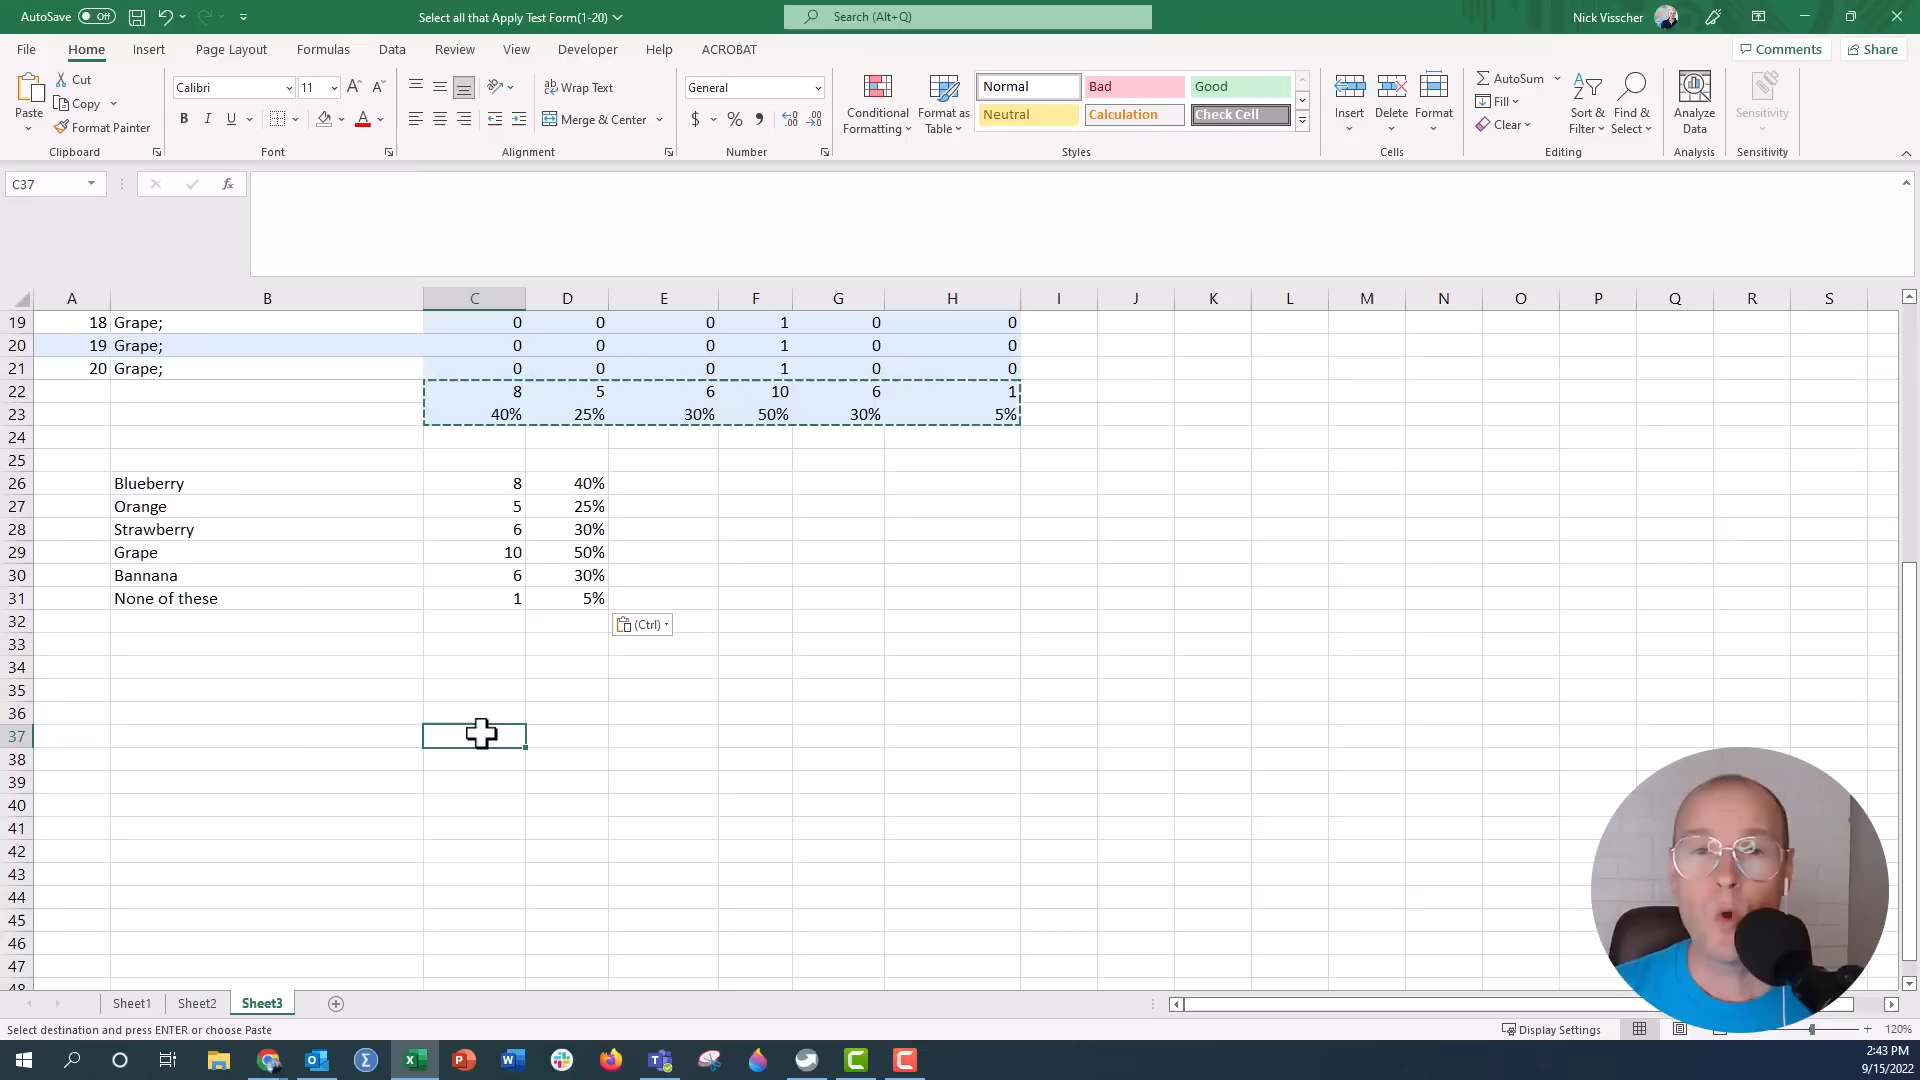 AutoSave Off Select all that Apply Test Form(1-20) Search (Alt+Q) Nick Visscher
File Home Insert Page Layout Formulas Data Review View Developer Help ACROBAT Comments Share
Paste
Cut
Copy
Format Painter
Clipboard
Calibri 11
B I U
Font
Wrap Text
Merge & Center
Alignment
General
$ % ,
Number
Conditional Formatting
Format as Table
Normal Bad Good
Neutral Calculation Check Cell
Styles
Insert Delete Format
Cells
AutoSum
Fill
Clear
Sort & Filter
Find & Select
Editing
Analyze Data
Analysis
Sensitivity
Sensitivity
C37 fx
A B C D E F G H I J K L M N O P Q R S
19 18 Grape; 0 0 0 1 0 0
20 19 Grape; 0 0 0 1 0 0
21 20 Grape; 0 0 0 1 0 0
22 8 5 6 10 6 1
23 40% 25% 30% 50% 30% 5%
24
25
26 Blueberry 8 40%
27 Orange 5 25%
28 Strawberry 6 30%
29 Grape 10 50%
30 Bannana 6 30%
31 None of these 1 5%
32 (Ctrl)
33
34
35
36
37
38
39
40
41
42
43
44
45
46
47
48
Sheet1 Sheet2 Sheet3
Select destination and press ENTER or choose Paste Display Settings 120%
2:43 PM
9/15/2022